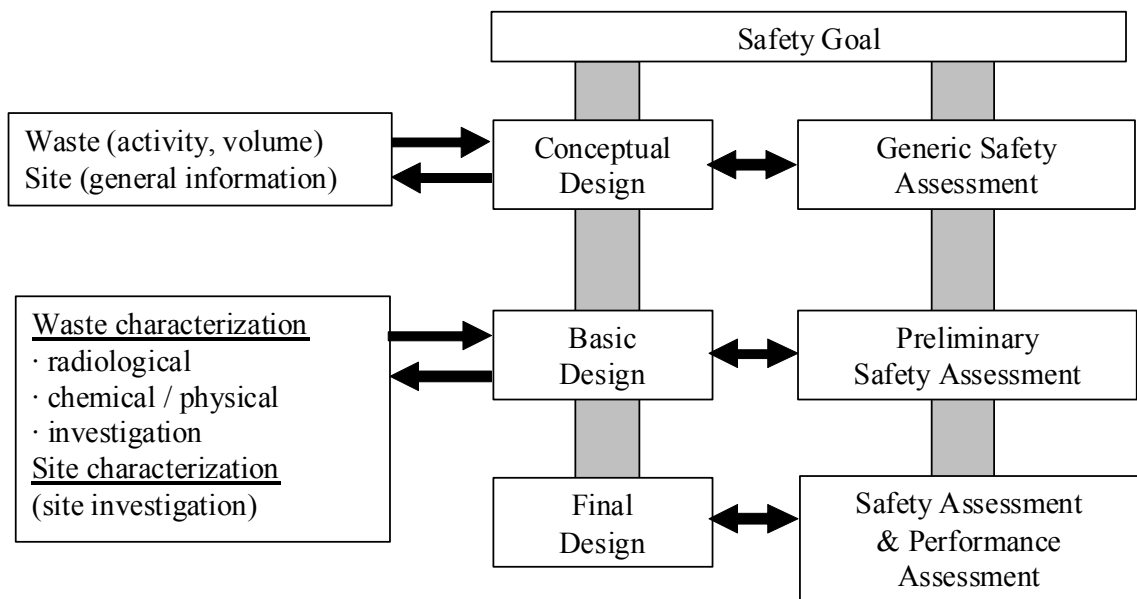 Safety Goal
Waste (activity, volume)
Site (general information)
Conceptual
Design
Generic Safety
Assessment
Waste characterization
· radiological
· chemical / physical
· investigation
Site characterization
(site investigation)
Basic
Design
Preliminary
Safety Assessment
Final
Design
Safety Assessment
& Performance
Assessment